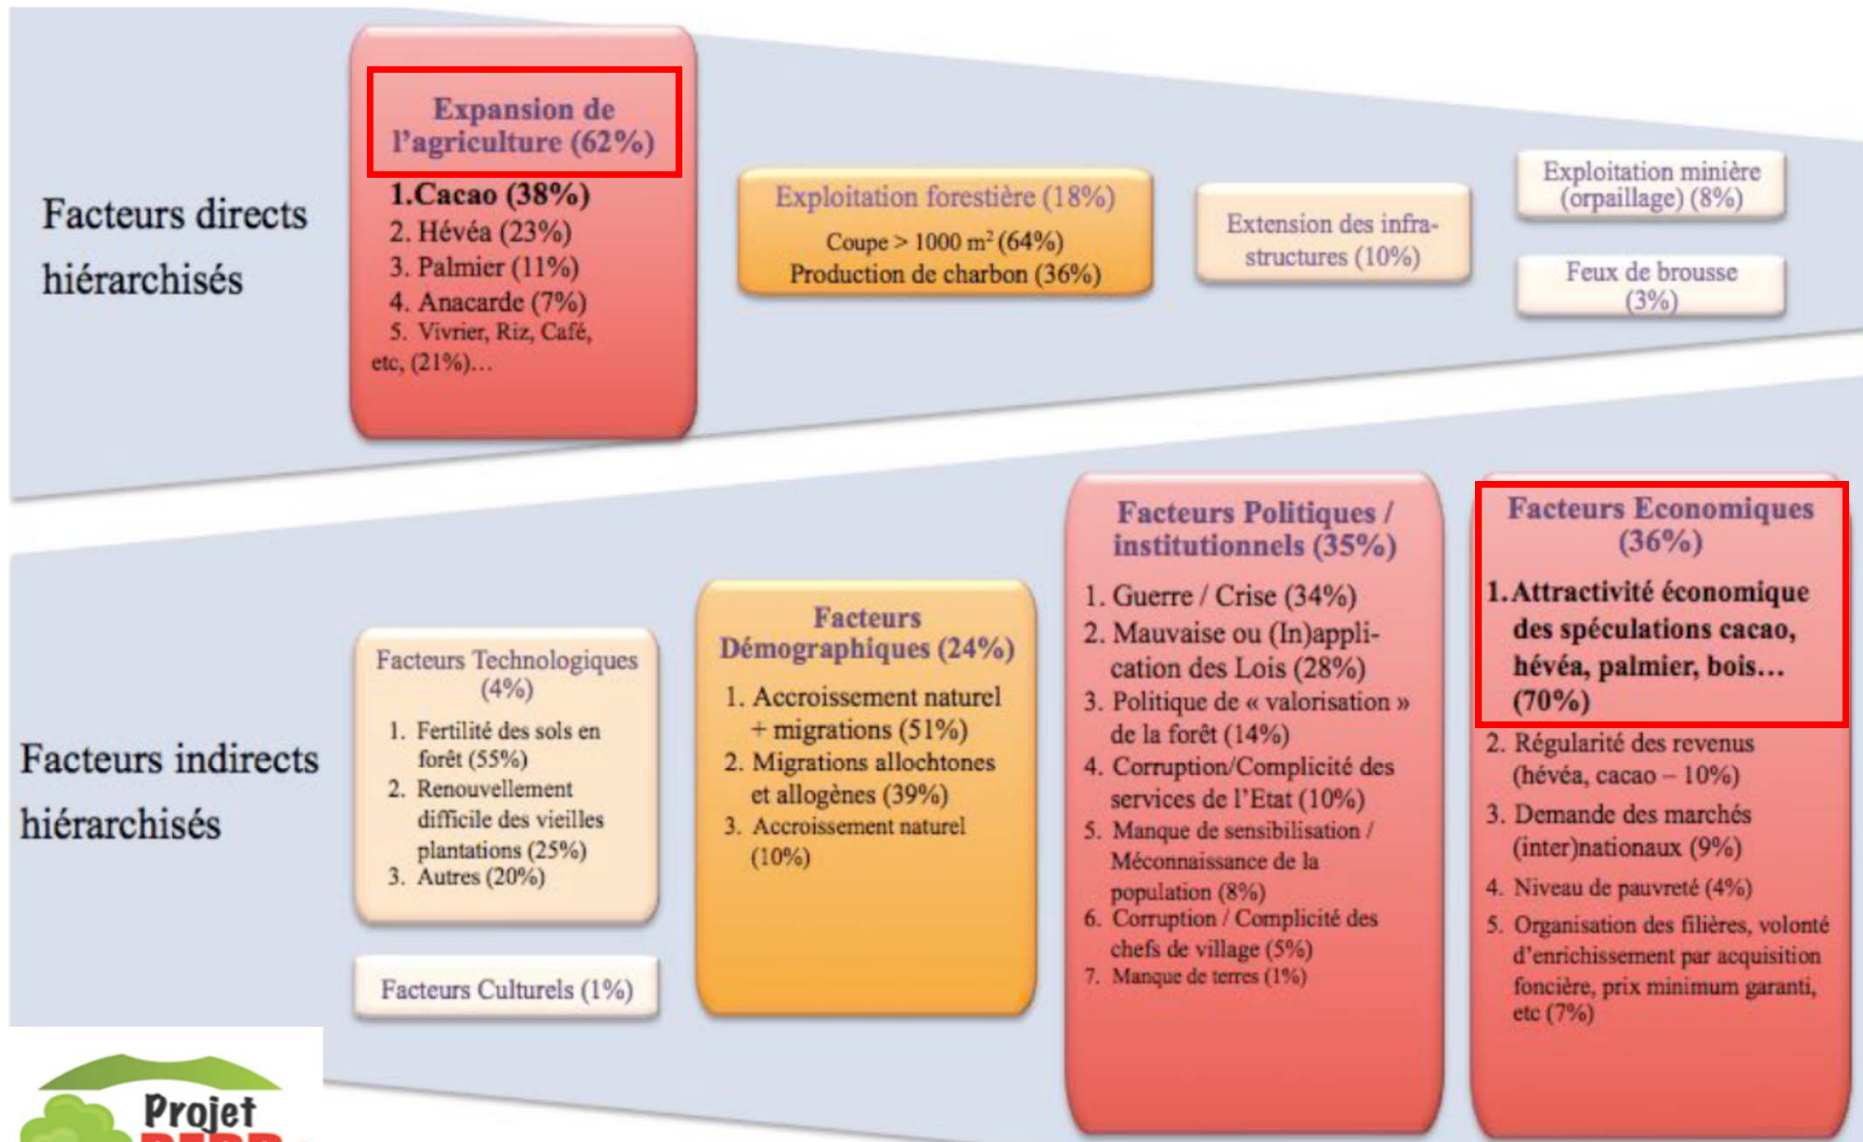 Facteurs directs
hiérarchisés
Expansion de
l'agriculture (62%)
1.Cacao (38%)
2. Hévéa (23%)
3. Palmier (11%)
4. Anacarde (7%)
5. Vivrier, Riz, Café,
etc, (21%)...
Exploitation forestière (18%)
Coupe > 1000 m² (64%)
Production de charbon (36%)
Extension des infra-
structures (10%)
Exploitation minière
(orpaillage) (8%)
Feux de brousse
(3%)
Facteurs indirects
hiérarchisés
Facteurs Technologiques
(4%)
1. Fertilité des sols en
forêt (55%)
2. Renouvellement
difficile des vieilles
plantations (25%)
3. Autres (20%)
Facteurs Culturels (1%)
Facteurs
Démographiques (24%)
1. Accroissement naturel
+ migrations (51%)
2. Migrations allochtones
et allogènes (39%)
3. Accroissement naturel
(10%)
Facteurs Politiques /
institutionnels (35%)
1. Guerre / Crise (34%)
2. Mauvaise ou (In)appli-
cation des Lois (28%)
3. Politique de « valorisation »
de la forêt (14%)
4. Corruption/Complicité des
services de l'Etat (10%)
5. Manque de sensibilisation /
Méconnaissance de la
population (8%)
6. Corruption / Complicité des
chefs de village (5%)
7. Manque de terres (1%)
Facteurs Economiques
(36%)
1.Attractivité économique
des spéculations cacao,
hévéa, palmier, bois...
(70%)
2. Régularité des revenus
(hévéa, cacao – 10%)
3. Demande des marchés
(inter)nationaux (9%)
4. Niveau de pauvreté (4%)
5. Organisation des filières, volonté
d'enrichissement par acquisition
foncière, prix minimum garanti,
etc (7%)
Projet